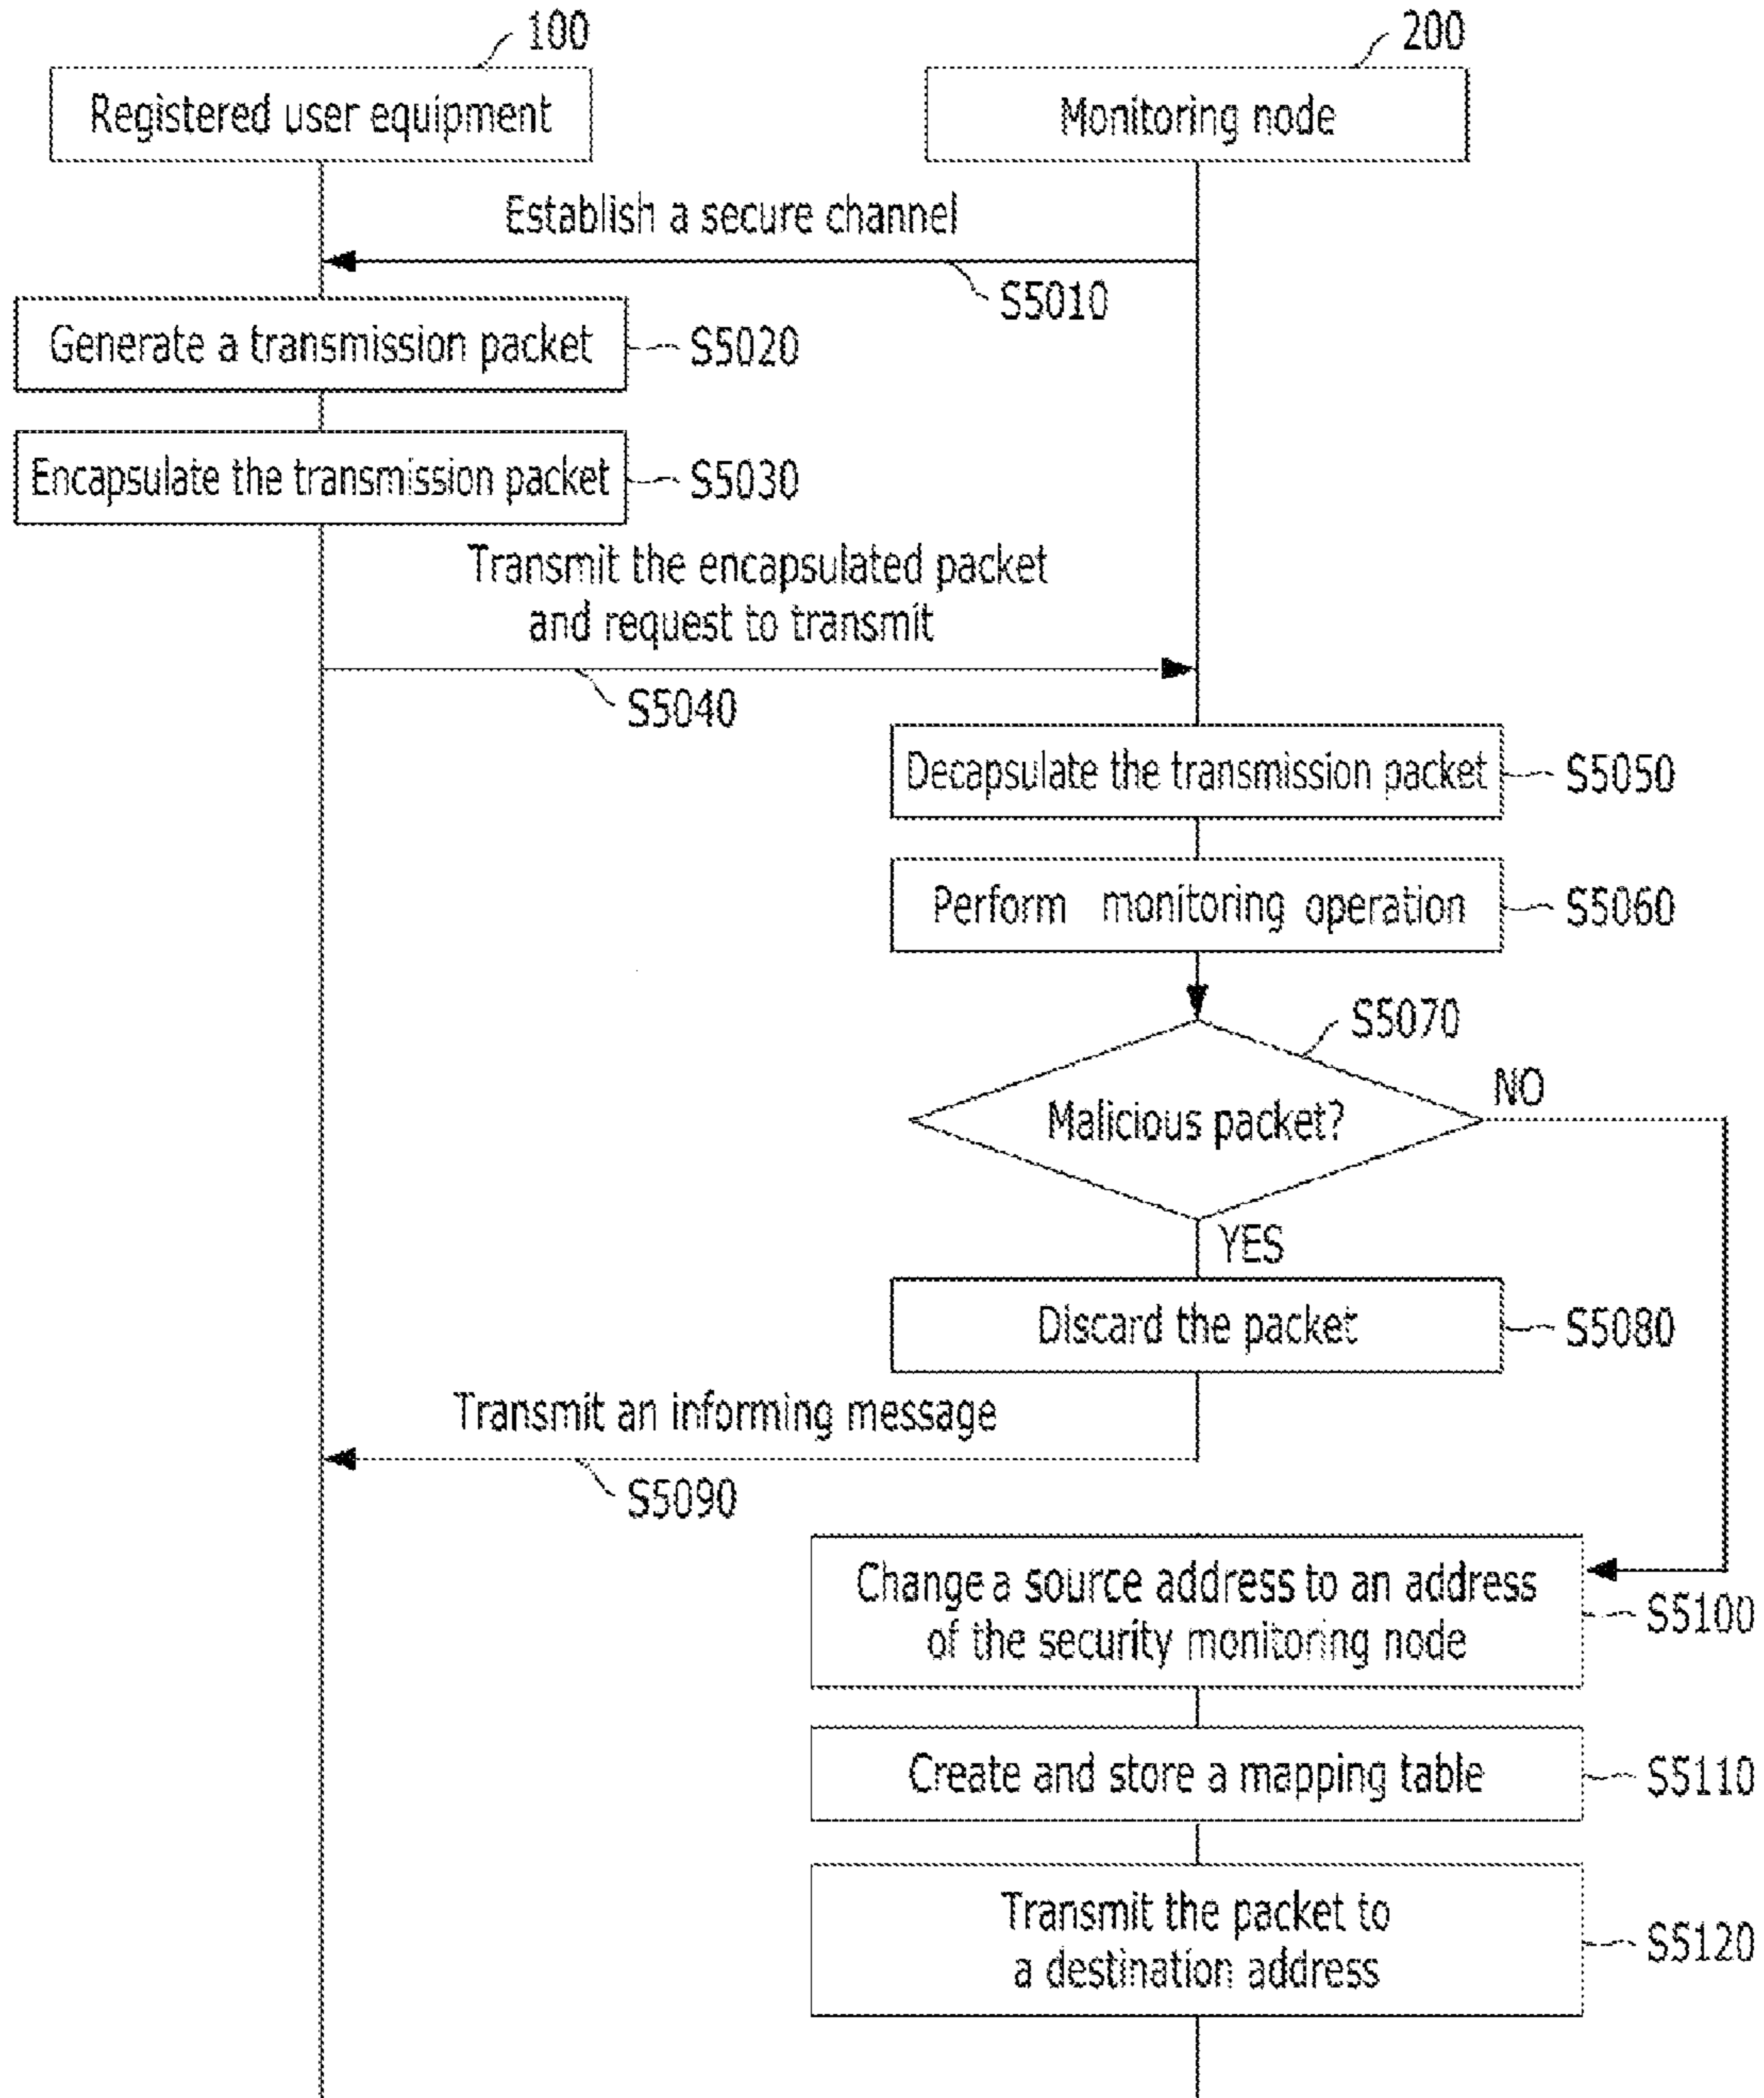 100
200
Registered user equipment
Monitoring node
Establish a secure channel
S5010
Generate a transmission packet
S5020
Encapsulate the transmission packet
S5030
Transmit the encapsulated packet
and request to transmit
S5040
Decapsulate the transmission packet
S5050
Perform monitoring operation
S5060
S5070
Malicious packet?
NO
YES
Discard the packet
S5080
Transmit an informing message
S5090
Change a source address to an address
of the security monitoring node
S5100
Create and store a mapping table
S5110
Transmit the packet to
a destination address
S5120